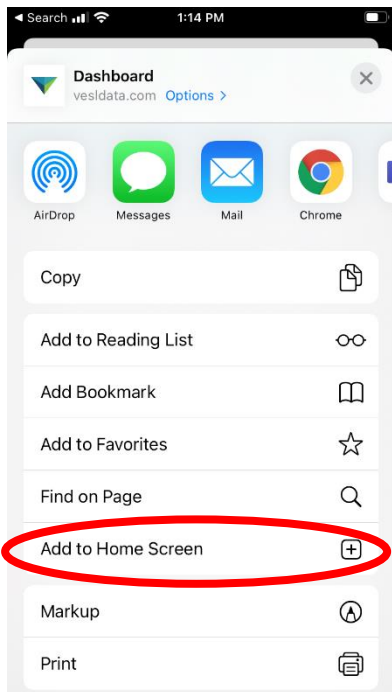 Search 1:14 PM
Dashboard
vesldata.com Options >
AirDrop Messages Mail Chrome
Copy
Add to Reading List
Add Bookmark
Add to Favorites
Find on Page
Add to Home Screen
Markup
Print